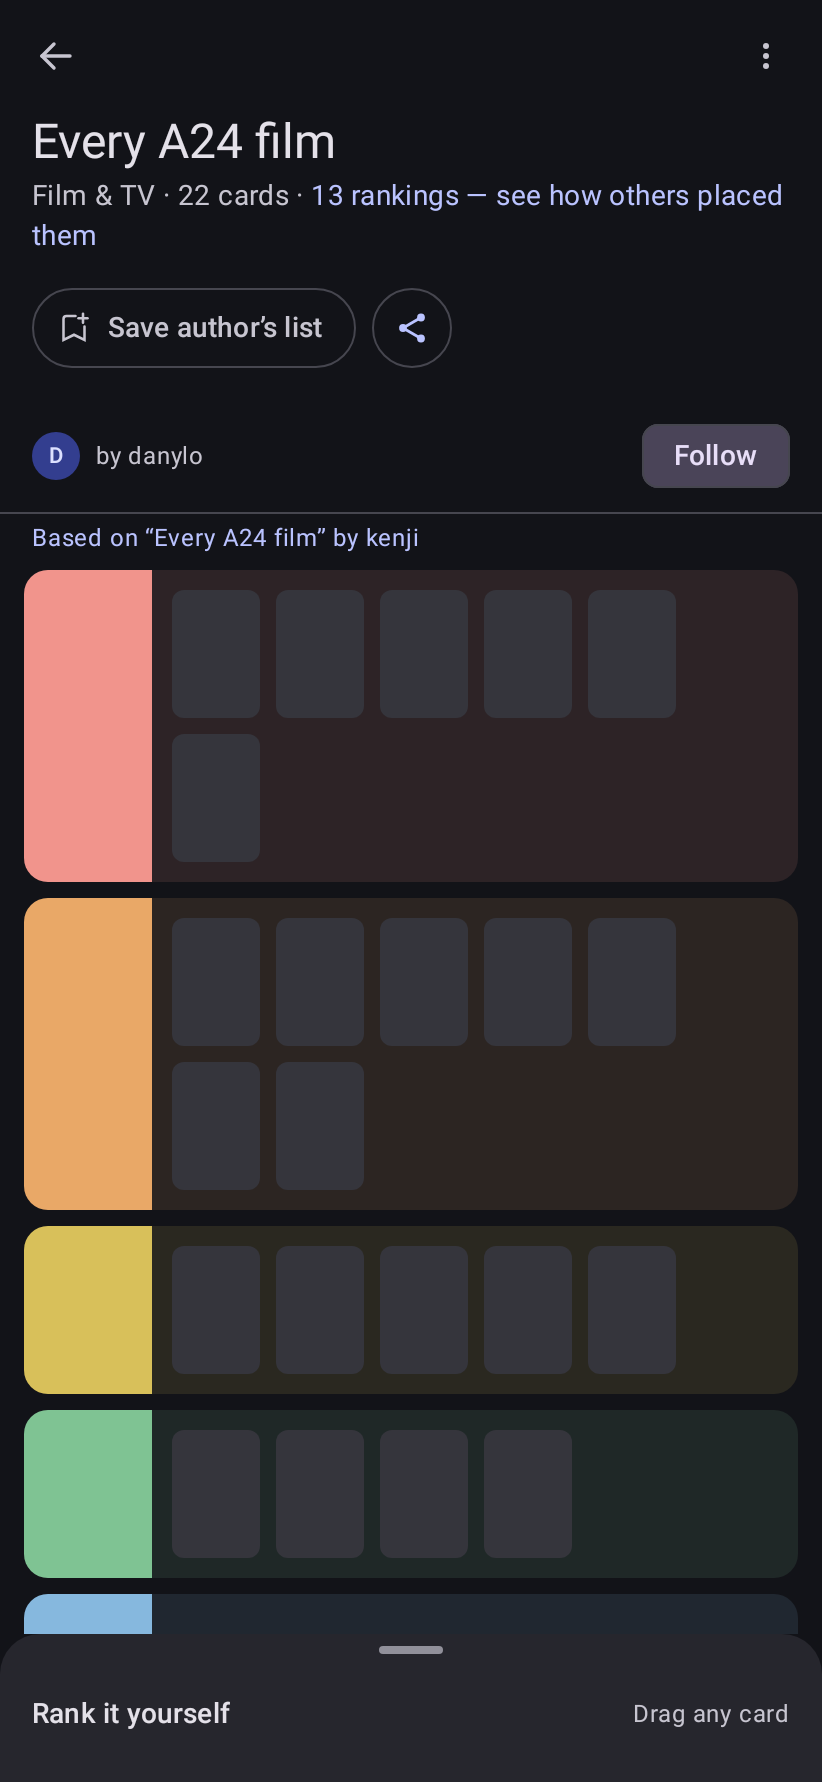 Every A24 film
Film & TV · 22 cards · 13 rankings — see how others placed
them
Save author’s list
D
by danylo
Follow
Based on “Every A24 film” by kenji
Rank it yourself
Drag any card